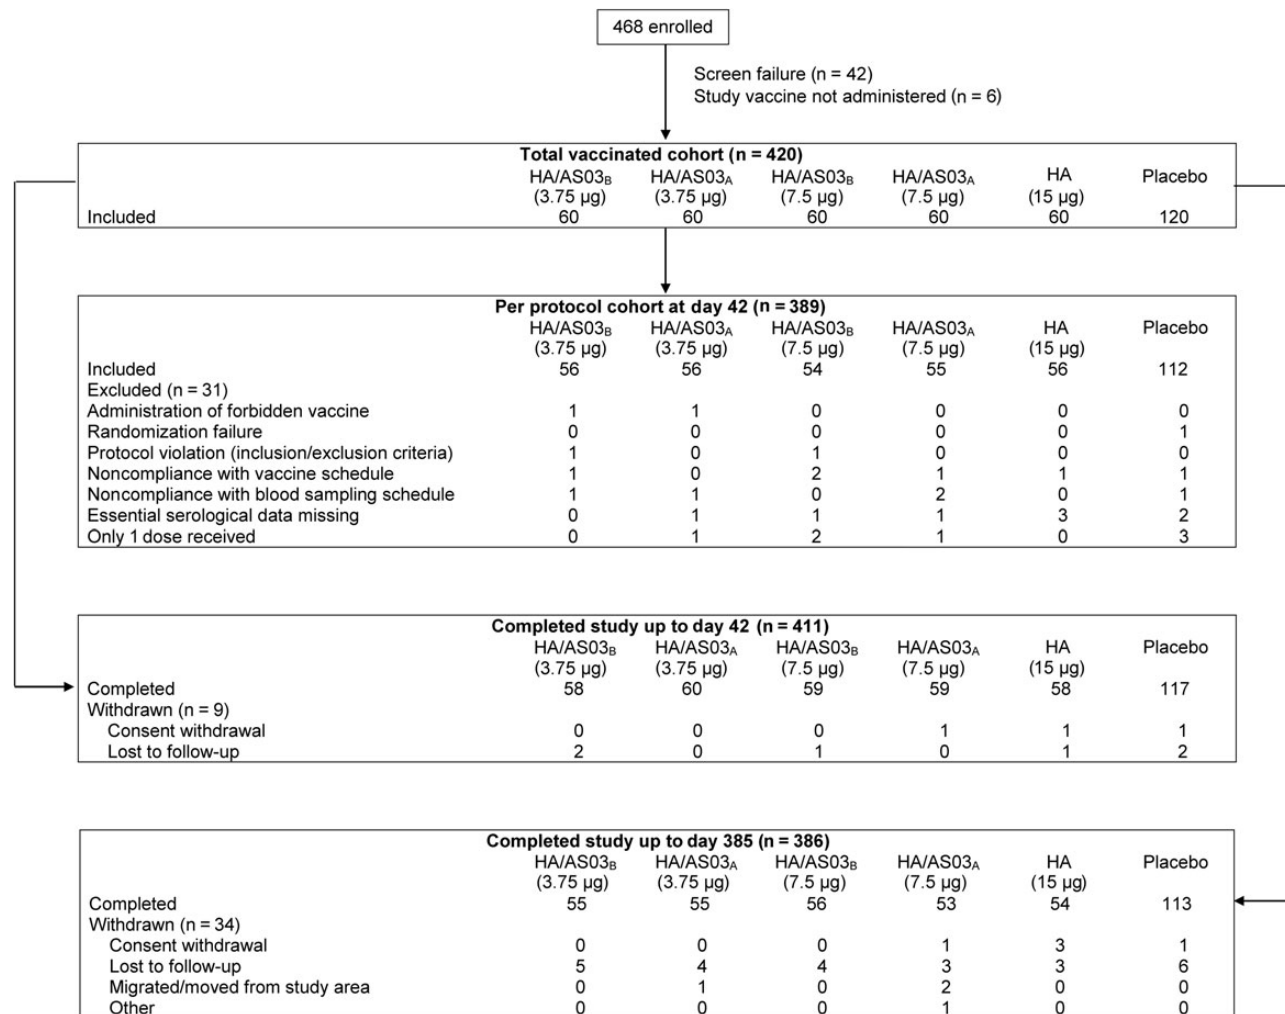 468 enrolled
Screen failure (n = 42)
Study vaccine not administered (n = 6)
Total vaccinated cohort (n = 420)
HA/AS03B HA/AS03A HA/AS03B HA/AS03A HA Placebo
(3.75 µg) (3.75 µg) (7.5 µg) (7.5 µg) (15 µg)
Included 60 60 60 60 60 120
Per protocol cohort at day 42 (n = 389)
HA/AS03B HA/AS03A HA/AS03B HA/AS03A HA Placebo
(3.75 µg) (3.75 µg) (7.5 µg) (7.5 µg) (15 µg)
Included 56 56 54 55 56 112
Excluded (n = 31)
Administration of forbidden vaccine 1 1 0 0 0 0
Randomization failure 0 0 0 0 0 1
Protocol violation (inclusion/exclusion criteria) 1 0 1 0 0 0
Noncompliance with vaccine schedule 1 0 2 1 1 1
Noncompliance with blood sampling schedule 1 1 0 2 0 1
Essential serological data missing 0 1 1 1 3 2
Only 1 dose received 0 1 2 1 0 3
Completed study up to day 42 (n = 411)
HA/AS03B HA/AS03A HA/AS03B HA/AS03A HA Placebo
(3.75 µg) (3.75 µg) (7.5 µg) (7.5 µg) (15 µg)
Completed 58 60 59 59 58 117
Withdrawn (n = 9)
Consent withdrawal 0 0 0 1 1 1
Lost to follow-up 2 0 1 0 1 2
Completed study up to day 385 (n = 386)
HA/AS03B HA/AS03A HA/AS03B HA/AS03A HA Placebo
(3.75 µg) (3.75 µg) (7.5 µg) (7.5 µg) (15 µg)
Completed 55 55 56 53 54 113
Withdrawn (n = 34)
Consent withdrawal 0 0 0 1 3 1
Lost to follow-up 5 4 4 3 3 6
Migrated/moved from study area 0 1 0 2 0 0
Other 0 0 0 1 0 0